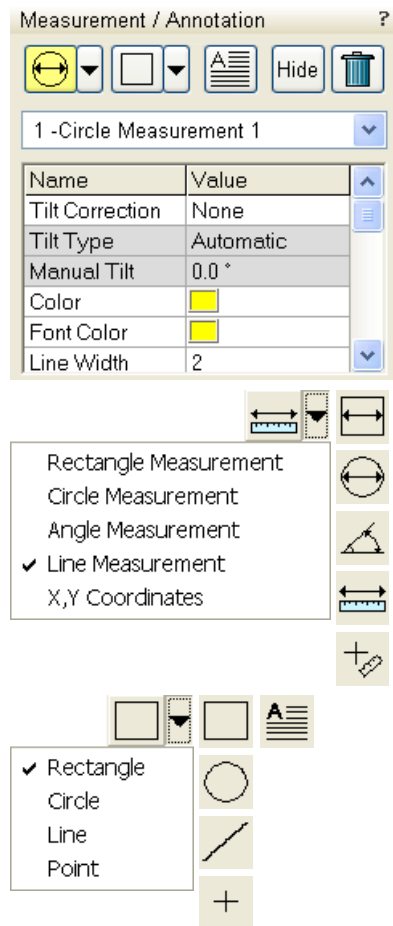 Measurement / Annotation ?
A Hide
1 -Circle Measurement 1
Name Value
Tilt Correction None
Tilt Type Automatic
Manual Tilt 0.0 °
Color
Font Color
Line Width 2
Rectangle Measurement
Circle Measurement
Angle Measurement
Line Measurement
X,Y Coordinates
A
Rectangle
Circle
Line
Point